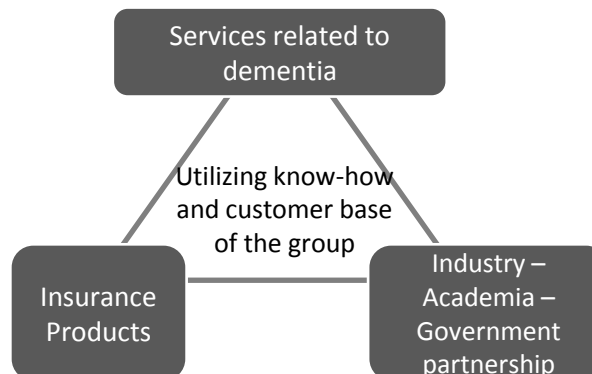 Services related to
dementia
Utilizing know-how
and customer base
of the group
Insurance
Products
Industry –
Academia –
Government
partnership